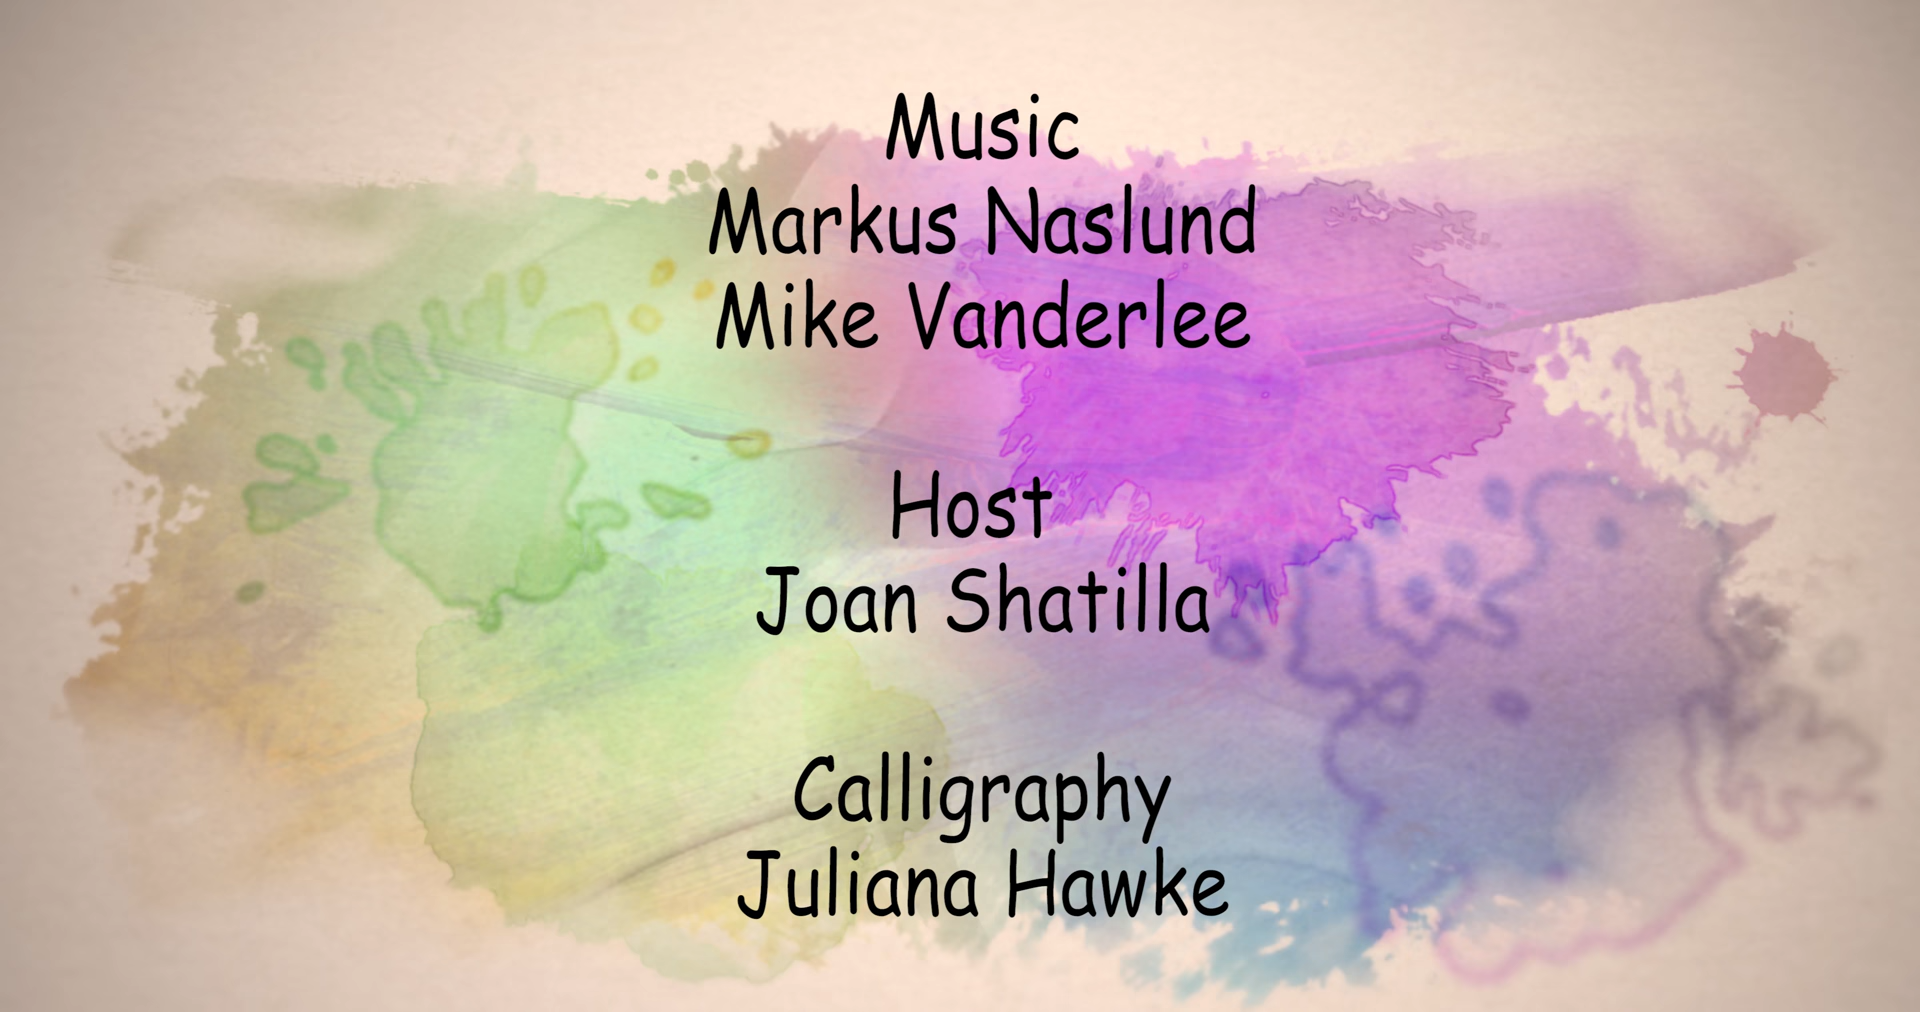 Music
Markus Naslund
Mike Vanderlee
Host
Joan Shatilla
Calligraphy
Juliana Hawke